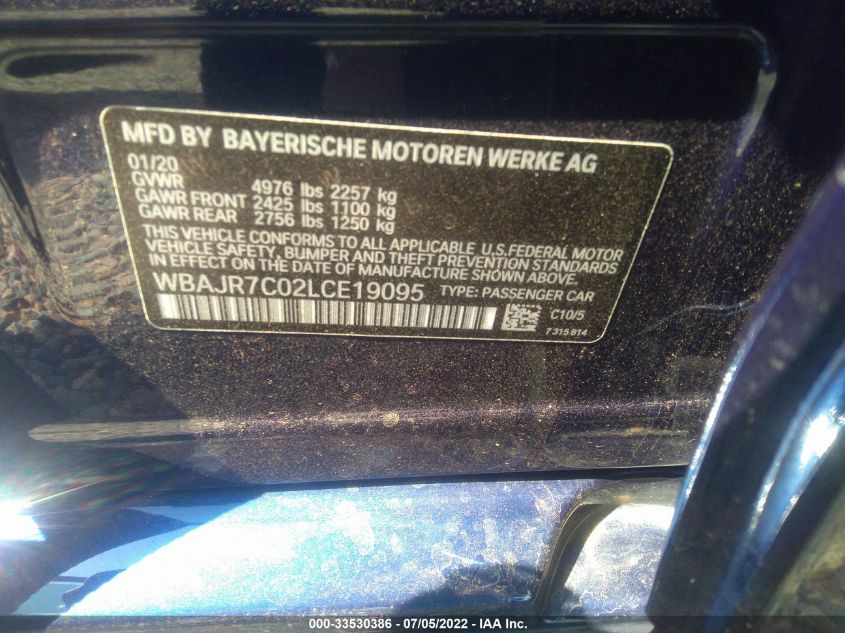 MFD BY BAYERISCHE MOTOREN WERKE AG
01/20
GVWR 4976 lbs 2257 kg
GAWR FRONT 2425 lbs 1100 kg
GAWR REAR 2756 lbs 1250 kg
THIS VEHICLE CONFORMS TO ALL APPLICABLE U.S.FEDERAL MOTOR
VEHICLE SAFETY, BUMPER AND THEFT PREVENTION STANDARDS
IN EFFECT ON THE DATE OF MANUFACTURE SHOWN ABOVE.
WBAJR7C02LCE19095 TYPE: PASSENGER CAR
C10/5
7315814
000-33530386 - 07/05/2022 - IAA Inc.